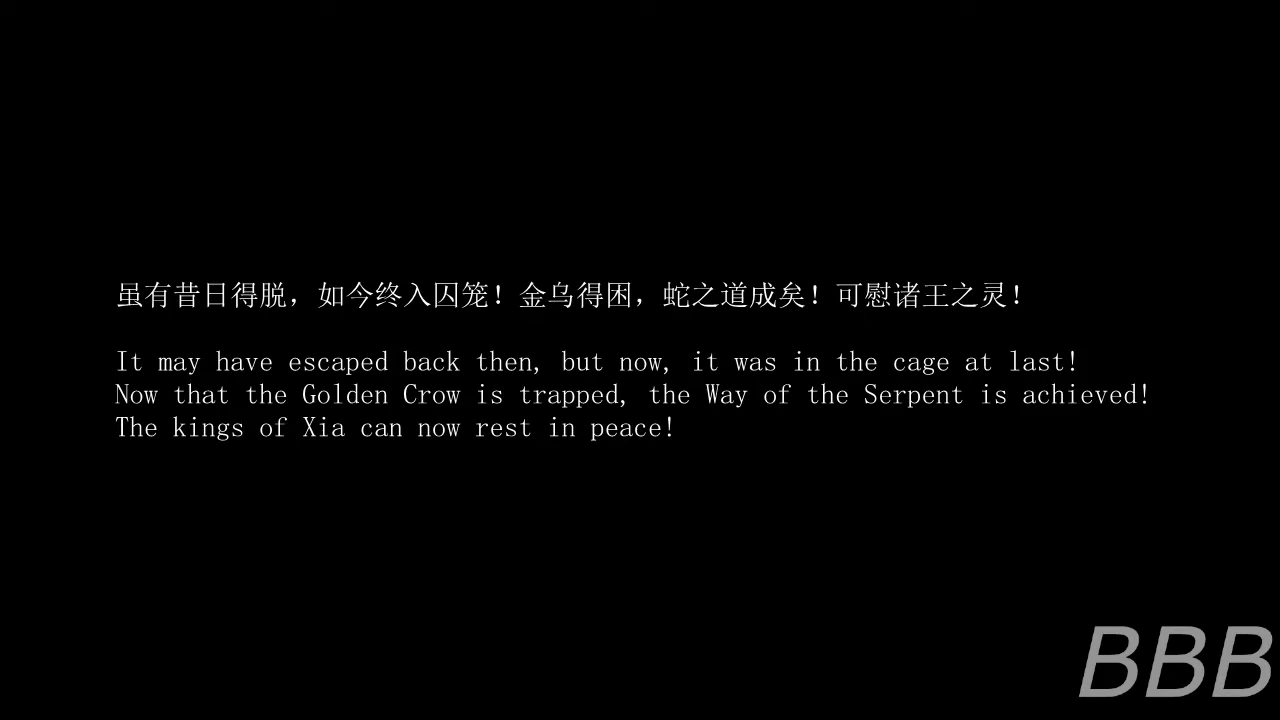 虽有昔日得脱，如今终入囚笼！金乌得困，蛇之道成矣！可慰诸王之灵！
It may have escaped back then, but now, it was in the cage at last!
Now that the Golden Crow is trapped, the Way of the Serpent is achieved!
The kings of Xia can now rest in peace!
BBB